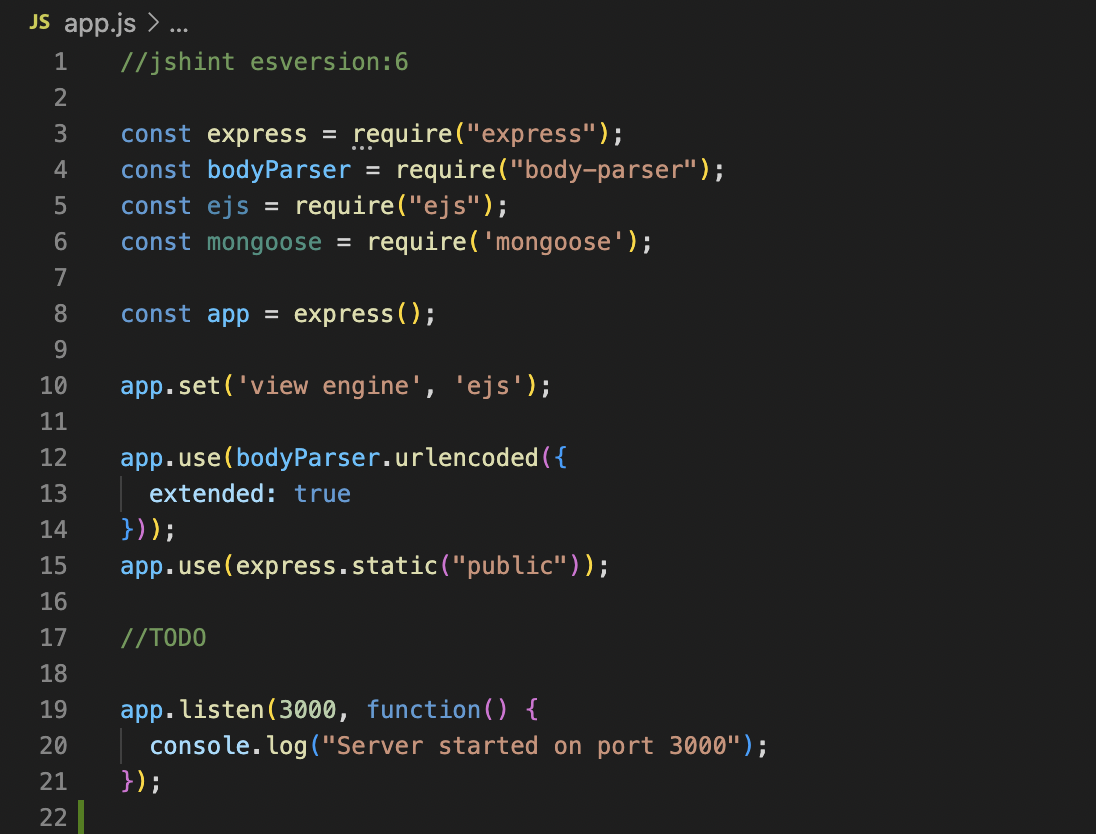 JS app.js > ...
1 //jshint esversion:6
2
3 const express = require("express");
4 const bodyParser = require("body-parser");
5 const ejs = require("ejs");
6 const mongoose = require('mongoose');
7
8 const app = express();
9
10 app.set('view engine', 'ejs');
11
12 app.use(bodyParser.urlencoded({
13   extended: true
14 }));
15 app.use(express.static("public"));
16
17 //TODO
18
19 app.listen(3000, function() {
20   console.log("Server started on port 3000");
21 });
22